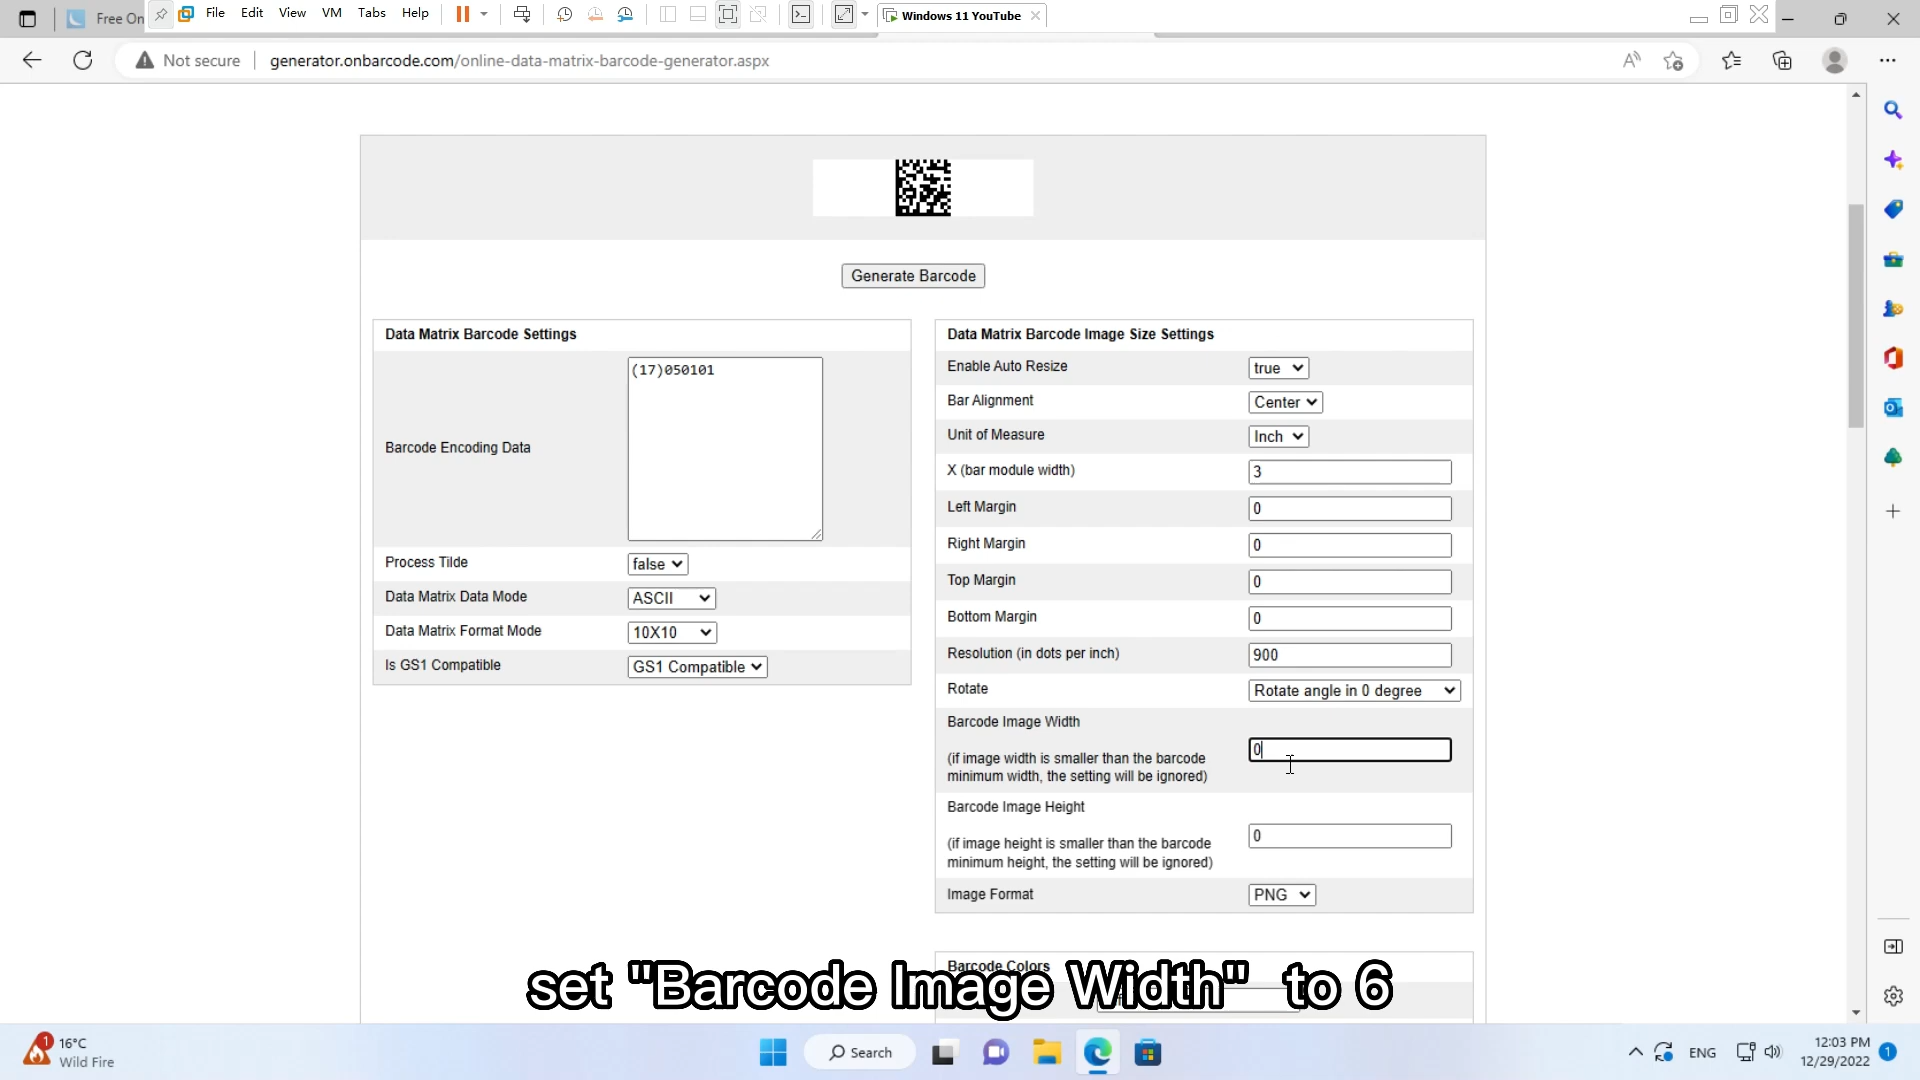 Free On
File Edit View VM Tabs Help
Windows 11 YouTube
Not secure
generator.onbarcode.com/online-data-matrix-barcode-generator.aspx
Generate Barcode
Data Matrix Barcode Settings
Barcode Encoding Data
(17)050101
Process Tilde
false
Data Matrix Data Mode
ASCII
Data Matrix Format Mode
10X10
Is GS1 Compatible
GS1 Compatible
Data Matrix Barcode Image Size Settings
Enable Auto Resize
true
Bar Alignment
Center
Unit of Measure
Inch
X (bar module width)
3
Left Margin
0
Right Margin
0
Top Margin
0
Bottom Margin
0
Resolution (in dots per inch)
900
Rotate
Rotate angle in 0 degree
Barcode Image Width
(if image width is smaller than the barcode
minimum width, the setting will be ignored)
0
Barcode Image Height
(if image height is smaller than the barcode
minimum height, the setting will be ignored)
0
Image Format
PNG
Barcode Colors
set "Barcode Image Width" to 6
1
16°C
Wild Fire
Search
ENG
12:03 PM
12/29/2022
1